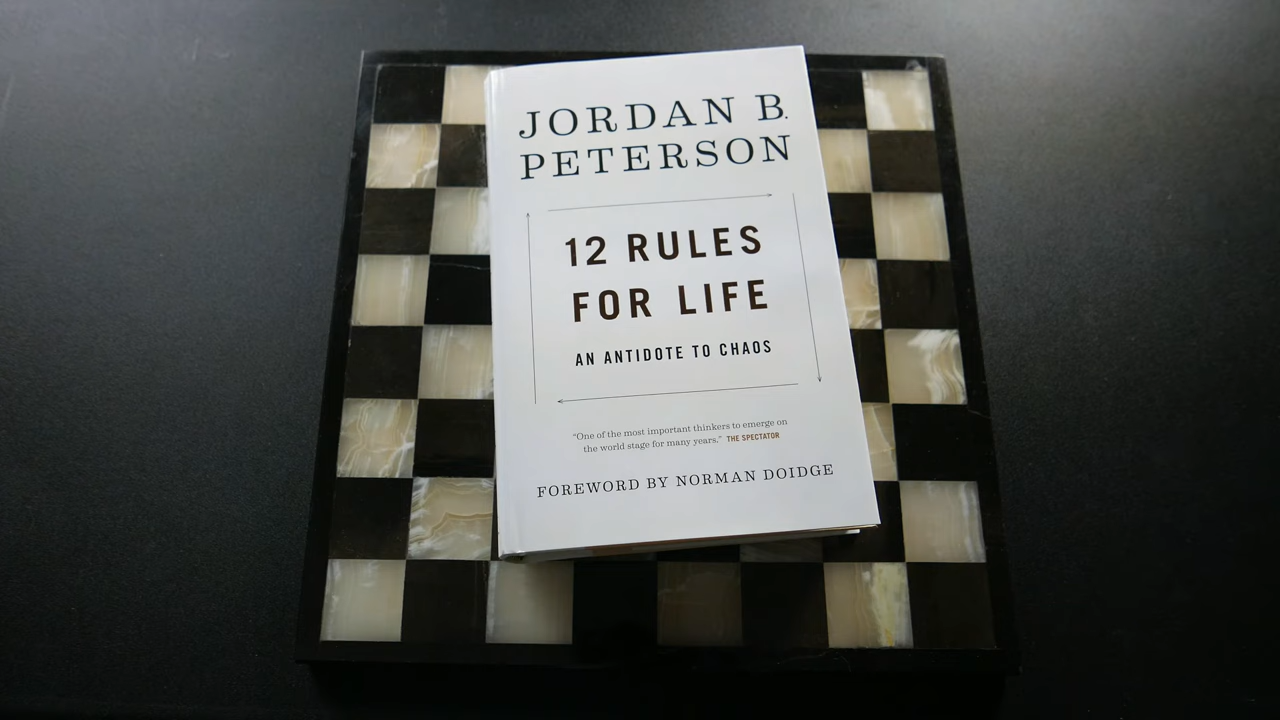 JORDAN B.
PETERSON
12 RULES
FOR LIFE
AN ANTIDOTE TO CHAOS
“One of the most important thinkers to emerge on
the world stage for many years.” THE SPECTATOR
FOREWORD BY NORMAN DOIDGE